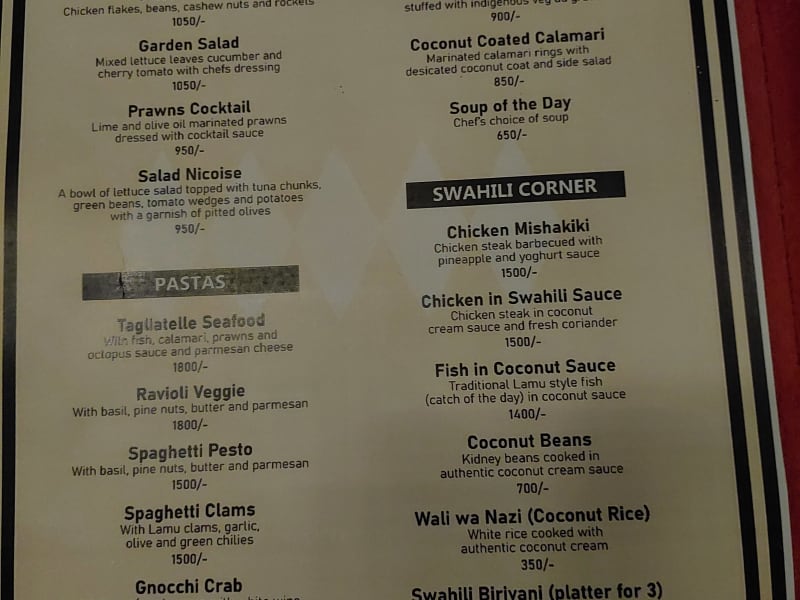 Chicken flakes, beans, cashew nuts and rockets
1050/-
Garden Salad
Mixed lettuce leaves cucumber and
cherry tomato with chefs dressing
1050/-
Prawns Cocktail
Lime and olive oil marinated prawns
dressed with cocktail sauce
950/-
Salad Nicoise
A bowl of lettuce salad topped with tuna chunks,
green beans, tomato wedges and potatoes
with a garnish of pitted olives
950/-
PASTAS
Tagliatelle Seafood
With fish, calamari, prawns and
octopus sauce and parmesan cheese
1800/-
Ravioli Veggie
With basil, pine nuts, butter and parmesan
1800/-
Spaghetti Pesto
With basil, pine nuts, butter and parmesan
1500/-
Spaghetti Clams
With Lamu clams, garlic,
olive and green chilies
1500/-
Gnocchi Crab
white wine
stuffed with indigenous veg
900/-
Coconut Coated Calamari
Marinated calamari rings with
desicated coconut coat and side salad
850/-
Soup of the Day
Chef's choice of soup
650/-
SWAHILI CORNER
Chicken Mishakiki
Chicken steak barbecued with
pineapple and yoghurt sauce
1500/-
Chicken in Swahili Sauce
Chicken steak in coconut
cream sauce and fresh coriander
1500/-
Fish in Coconut Sauce
Traditional Lamu style fish
(catch of the day) in coconut sauce
1400/-
Coconut Beans
Kidney beans cooked in
authentic coconut cream sauce
700/-
Wali wa Nazi (Coconut Rice)
White rice cooked with
authentic coconut cream
350/-
Swahili Biriyani (platter for 3)